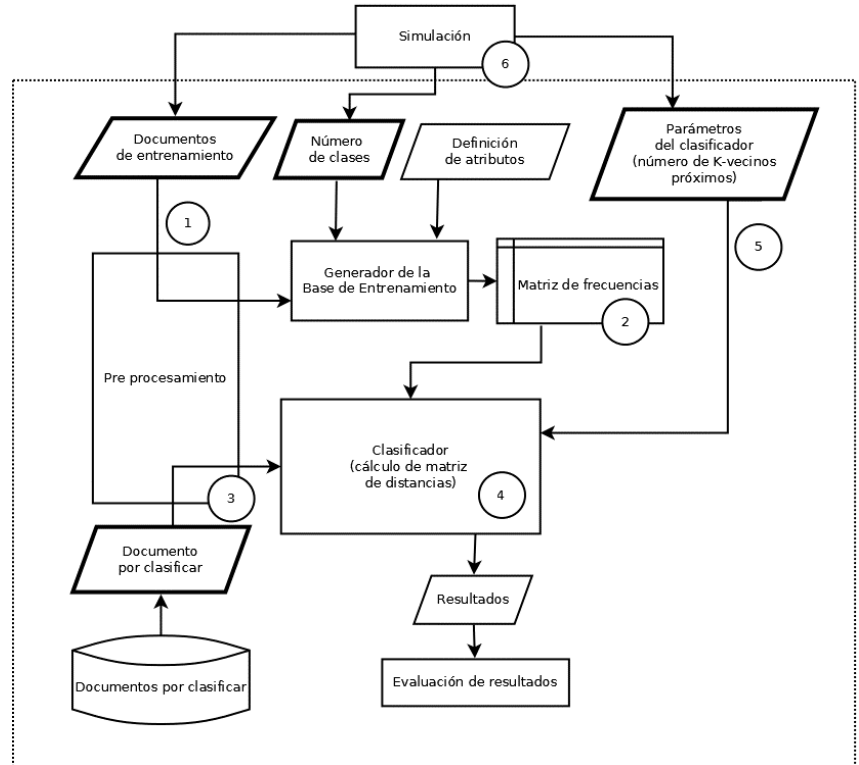 Simulación
6
Documentos
de entrenamiento
Número
de clases
Definición
de atributos
Parámetros
del clasificador
(número de K-vecinos
próximos)
1
5
Generador de la
Base de Entrenamiento
Matriz de frecuencias
2
Pre procesamiento
Clasificador
(cálculo de matriz
de distancias)
4
3
Documento
por clasificar
Resultados
Documentos por clasificar
Evaluación de resultados